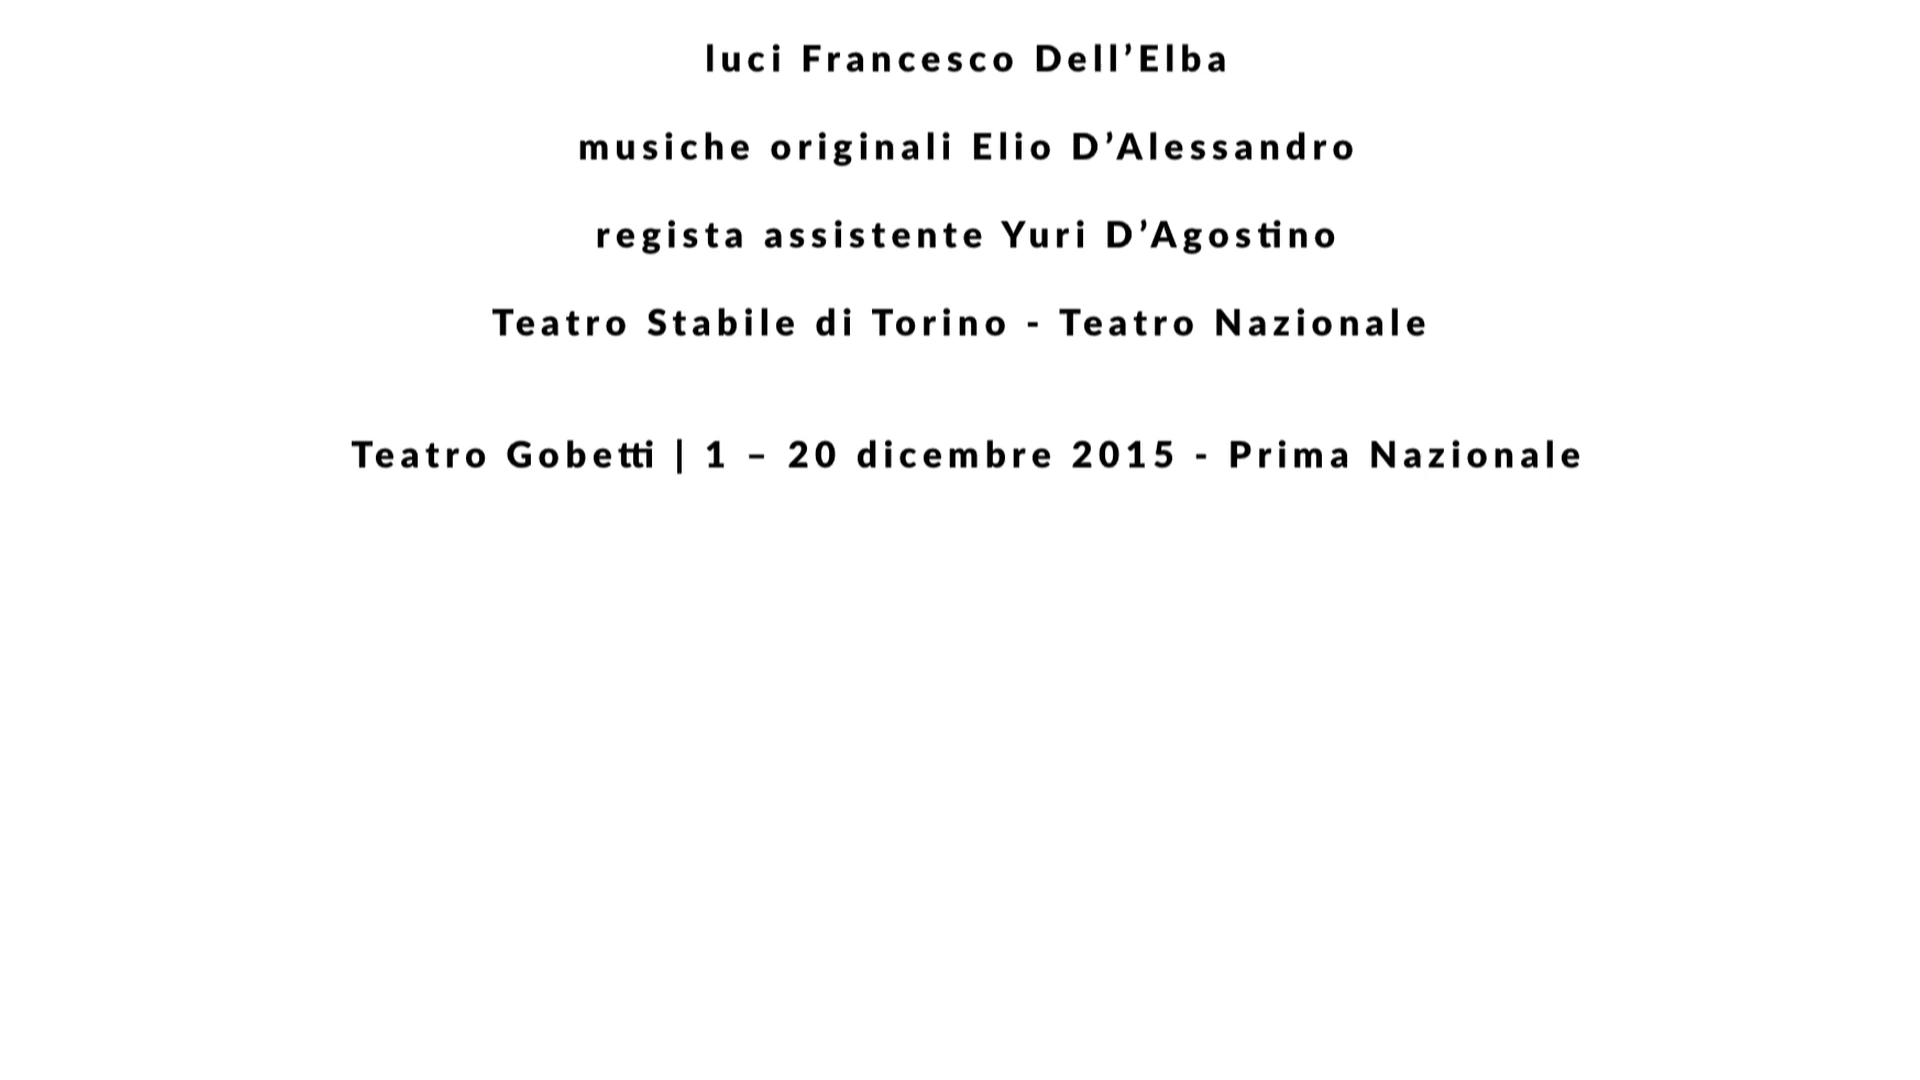 luci Francesco Dell’Elba
musiche originali Elio D’Alessandro
regista assistente Yuri D’Agostino
Teatro Stabile di Torino - Teatro Nazionale
Teatro Gobetti | 1 – 20 dicembre 2015 - Prima Nazionale